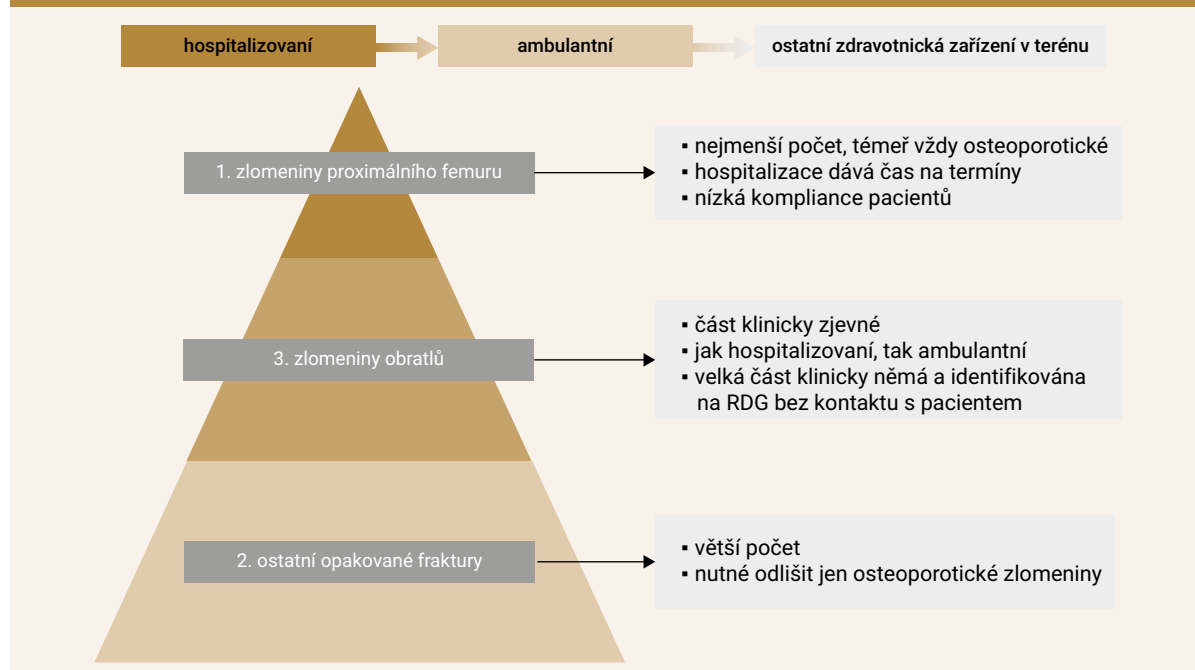 hospitalizovaní
ambulantní
ostatní zdravotnická zařízení v terénu
1. zlomeniny proximálního femuru
▪ nejmenší počet, téměř vždy osteoporotické
▪ hospitalizace dává čas na termíny
▪ nízká kompliance pacientů
3. zlomeniny obratlů
▪ část klinicky zjevné
▪ jak hospitalizovaní, tak ambulantní
▪ velká část klinicky němá a identifikována
na RDG bez kontaktu s pacientem
2. ostatní opakované fraktury
▪ větší počet
▪ nutné odlišit jen osteoporotické zlomeniny